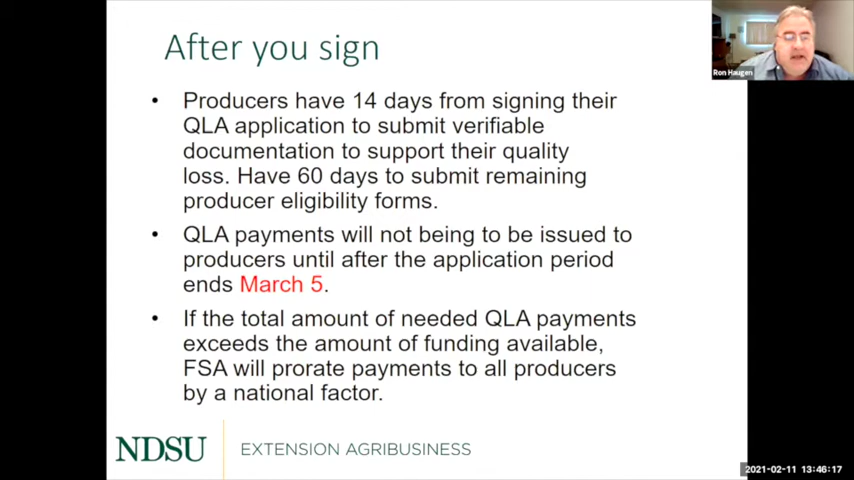 After you sign
Ron Haugen
• Producers have 14 days from signing their
QLA application to submit verifiable
documentation to support their quality
loss. Have 60 days to submit remaining
producer eligibility forms.
• QLA payments will not being to be issued to
producers until after the application period
ends March 5.
• If the total amount of needed QLA payments
exceeds the amount of funding available,
FSA will prorate payments to all producers
by a national factor.
NDSU EXTENSION AGRIBUSINESS
2021-02-11 13:46:17